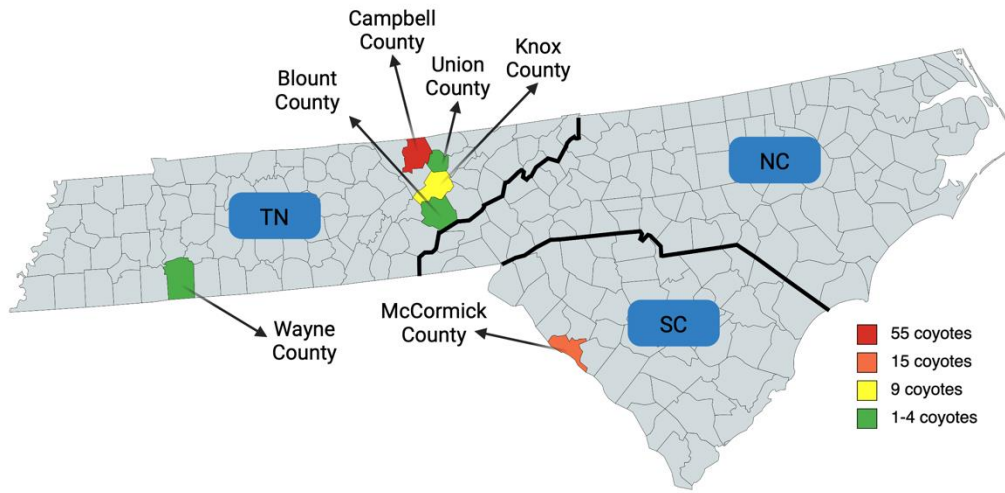 Campbell
County
Knox
County
Union
County
Blount
County
NC
TN
McCormick
County
SC
Wayne
County
55 coyotes
15 coyotes
9 coyotes
1-4 coyotes